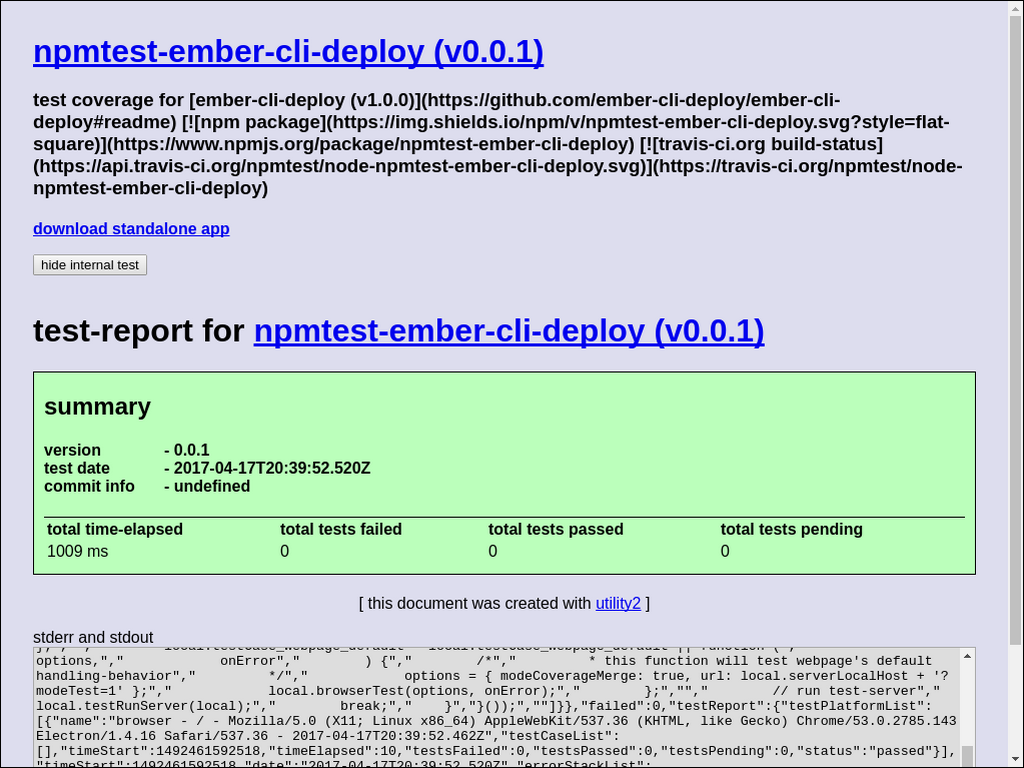 npmtest-ember-cli-deploy (v0.0.1)
test coverage for [ember-cli-deploy (v1.0.0)](https://github.com/ember-cli-deploy/ember-cli-
deploy#readme) [![npm package](https://img.shields.io/npm/v/npmtest-ember-cli-deploy.svg?style=flat-
square)](https://www.npmjs.org/package/npmtest-ember-cli-deploy) [![travis-ci.org build-status]
(https://api.travis-ci.org/npmtest/node-npmtest-ember-cli-deploy.svg)](https://travis-ci.org/npmtest/node-
npmtest-ember-cli-deploy)
download standalone app
hide internal test
test-report for npmtest-ember-cli-deploy (v0.0.1)
summary
version - 0.0.1
test date - 2017-04-17T20:39:52.520Z
commit info - undefined
total time-elapsed total tests failed total tests passed total tests pending
1009 ms 0 0 0
[ this document was created with utility2 ]
stderr and stdout
options,","            onError","        ) {","        /*","         * this function will test webpage's default
handling-behavior","         */","            options = { modeCoverageMerge: true, url: local.serverLocalHost + '?
modeTest=1' };","            local.browserTest(options, onError);","        };","","        // run test-server","
local.testRunServer(local);","        break;","    }","}());",""]}},"failed":0,"testReport":{"testPlatformList":
[{"name":"browser - / - Mozilla/5.0 (X11; Linux x86_64) AppleWebKit/537.36 (KHTML, like Gecko) Chrome/53.0.2785.143
Electron/1.4.16 Safari/537.36 - 2017-04-17T20:39:52.462Z","testCaseList":
[],"timeStart":1492461592518,"timeElapsed":10,"testsFailed":0,"testsPassed":0,"testsPending":0,"status":"passed"}],
"timeStart":1492461592518,"date":"2017-04-17T20:39:52.520Z","errorStackList":